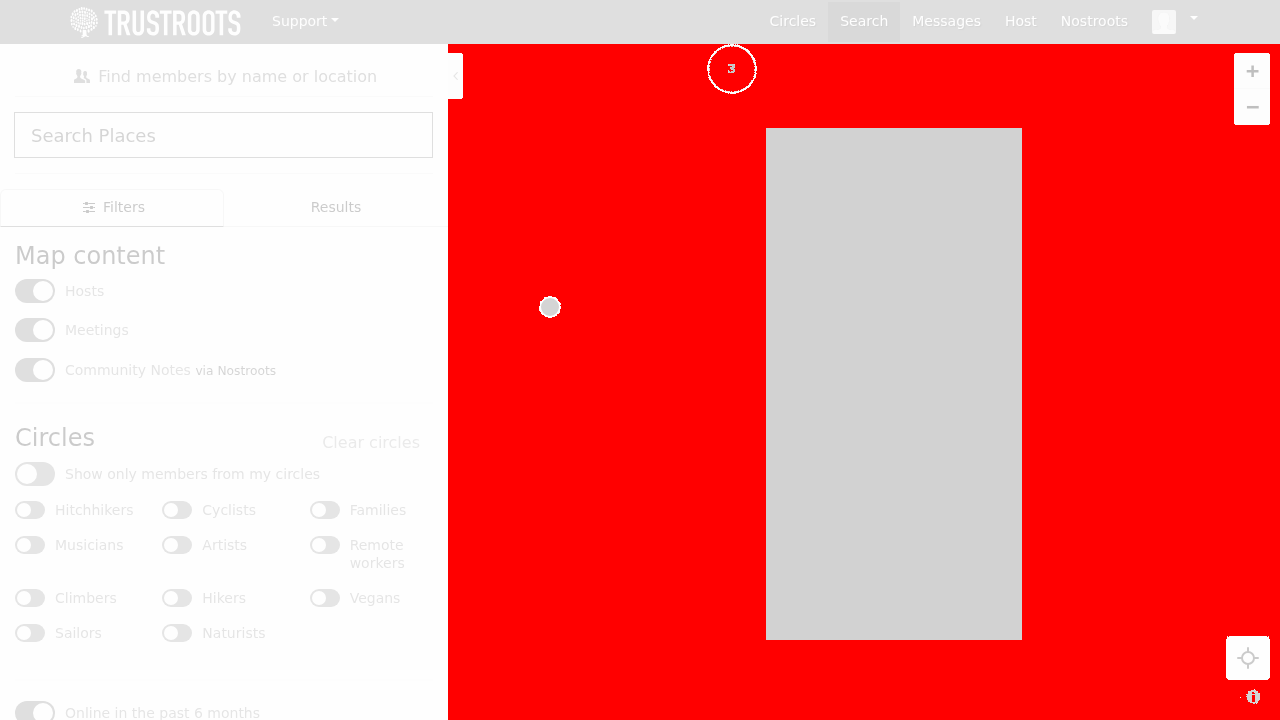 TRUSTROOTS Support Circles Search Messages Host Nostroots
Find members by name or location
Search Places
Filters Results
Map content
Hosts
Meetings
Community Notes via Nostroots
Circles Clear circles
Show only members from my circles
Hitchhikers Cyclists Families
Musicians Artists Remote workers
Climbers Hikers Vegans
Sailors Naturists
Online in the past 6 months
3
+
−